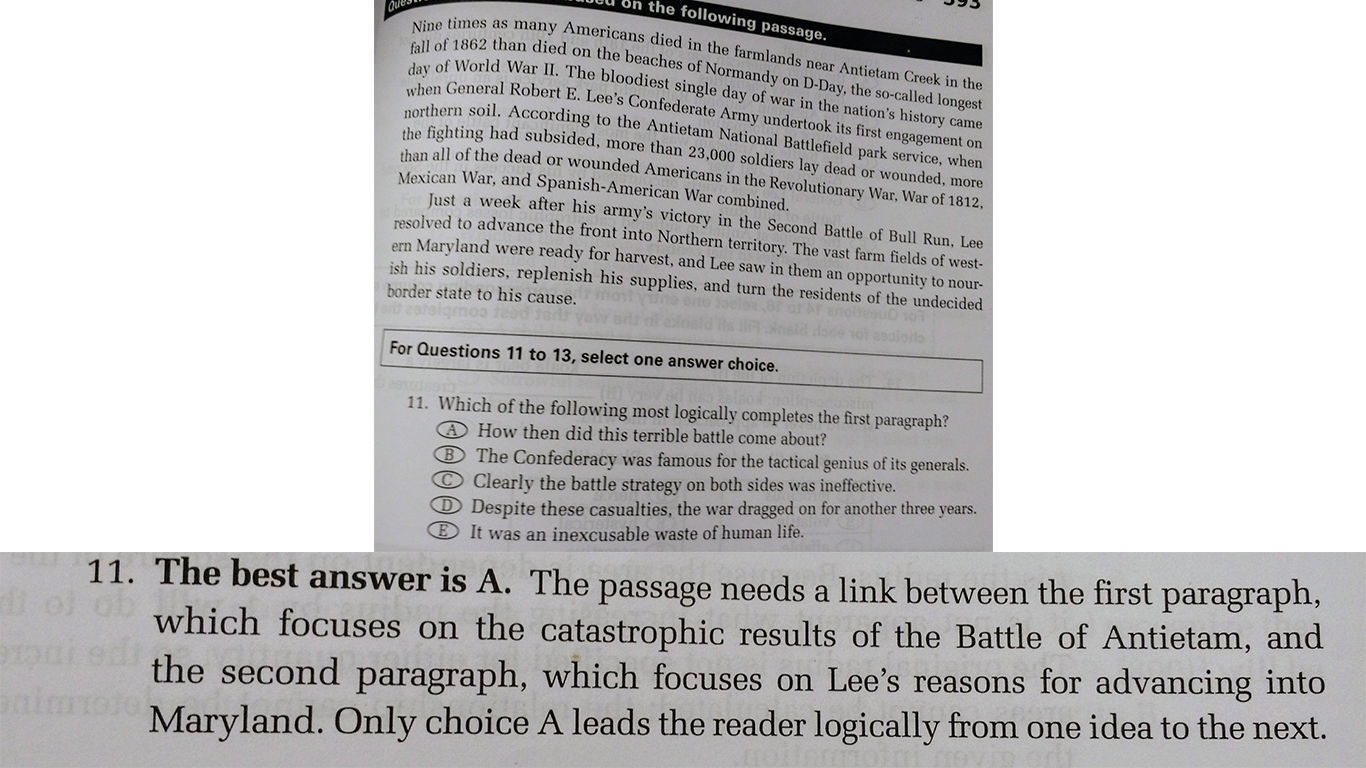 on the following passage.
Nine times as many Americans died in the farmlands near Antietam Creek in the
fall of 1862 than died on the beaches of Normandy on D-Day, the so-called longest
day of World War II. The bloodiest single day of war in the nation's history came
when General Robert E. Lee's Confederate Army undertook its first engagement on
northern soil. According to the Antietam National Battlefield park service, when
the fighting had subsided, more than 23,000 soldiers lay dead or wounded, more
than all of the dead or wounded Americans in the Revolutionary War, War of 1812,
Mexican War, and Spanish-American War combined.
Just a week after his army's victory in the Second Battle of Bull Run, Lee
resolved to advance the front into Northern territory. The vast farm fields of west-
ern Maryland were ready for harvest, and Lee saw in them an opportunity to nour-
ish his soldiers, replenish his supplies, and turn the residents of the undecided
border state to his cause.
For Questions 11 to 13, select one answer choice.
11. Which of the following most logically completes the first paragraph?
A How then did this terrible battle come about?
B The Confederacy was famous for the tactical genius of its generals.
C Clearly the battle strategy on both sides was ineffective.
D Despite these casualties, the war dragged on for another three years.
E It was an inexcusable waste of human life.
11. The best answer is A. The passage needs a link between the first paragraph,
which focuses on the catastrophic results of the Battle of Antietam, and
the second paragraph, which focuses on Lee's reasons for advancing into
Maryland. Only choice A leads the reader logically from one idea to the next.